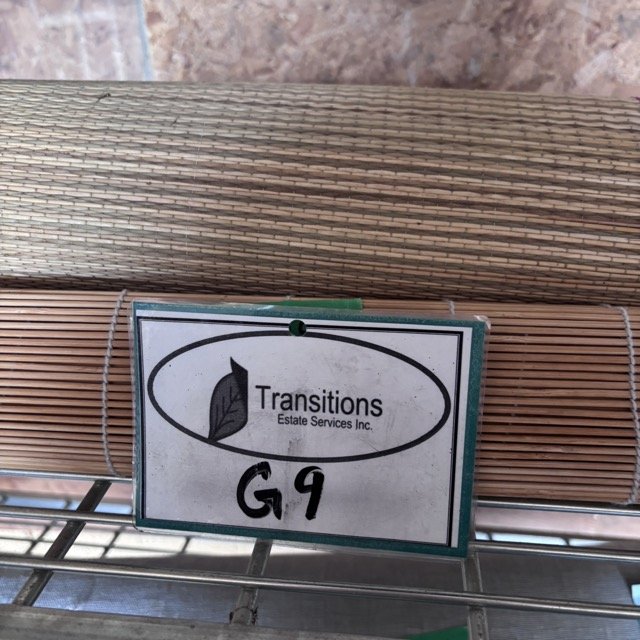 Transitions
Estate Services Inc.
G9